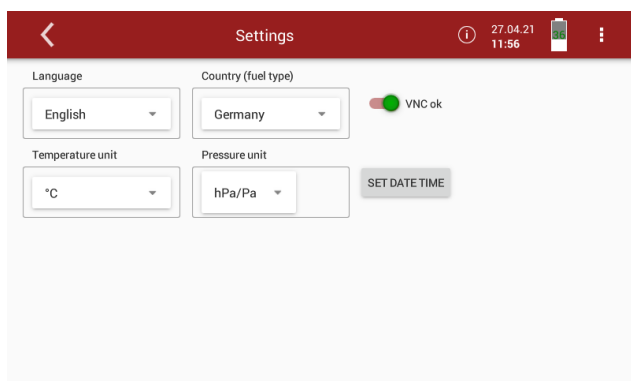 Settings
27.04.21
11:56
36
Language
Country (fuel type)
English
Germany
VNC ok
Temperature unit
Pressure unit
°C
hPa/Pa
SET DATE TIME